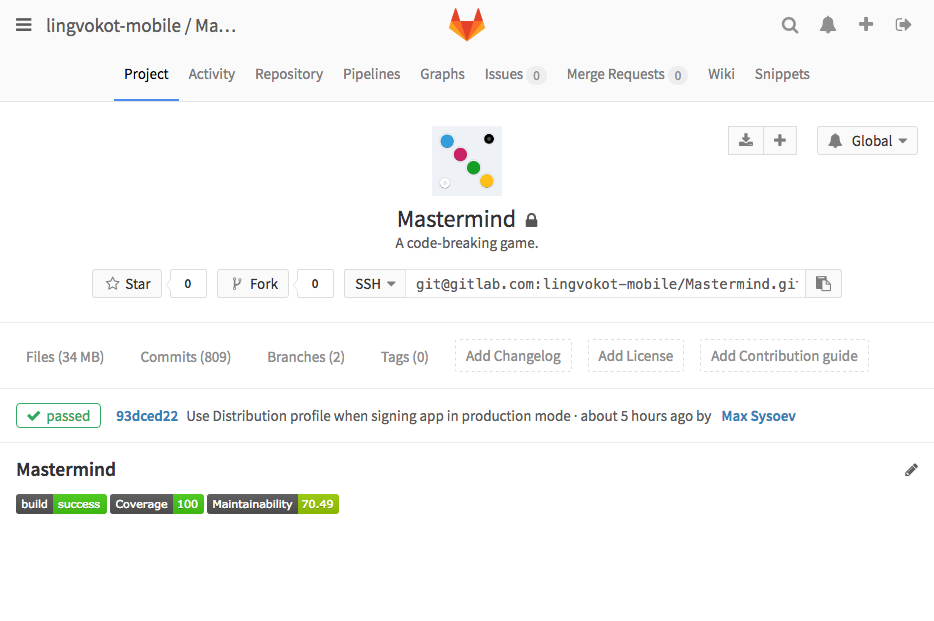 lingvokot-mobile / Ma…
Project Activity Repository Pipelines Graphs Issues 0 Merge Requests 0 Wiki Snippets
Global
Mastermind
A code-breaking game.
Star 0 Fork 0 SSH git@gitlab.com:lingvokot-mobile/Mastermind.gi
Files (34 MB) Commits (809) Branches (2) Tags (0) Add Changelog Add License Add Contribution guide
passed 93dced22 Use Distribution profile when signing app in production mode · about 5 hours ago by Max Sysoev
Mastermind
build success Coverage 100 Maintainability 70.49